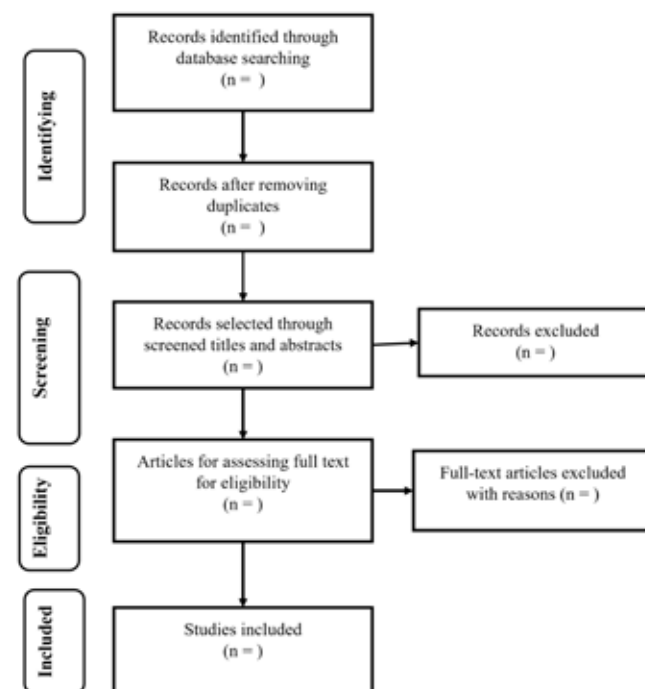 Identifying
Records identified through
database searching
(n =  )
Records after removing
duplicates
(n =  )
Screening
Records selected through
screened titles and abstracts
(n = )
Records excluded
(n = )
Eligibility
Articles for assessing full text
for eligibility
(n = )
Full-text articles excluded
with reasons (n = )
Included
Studies included
(n = )